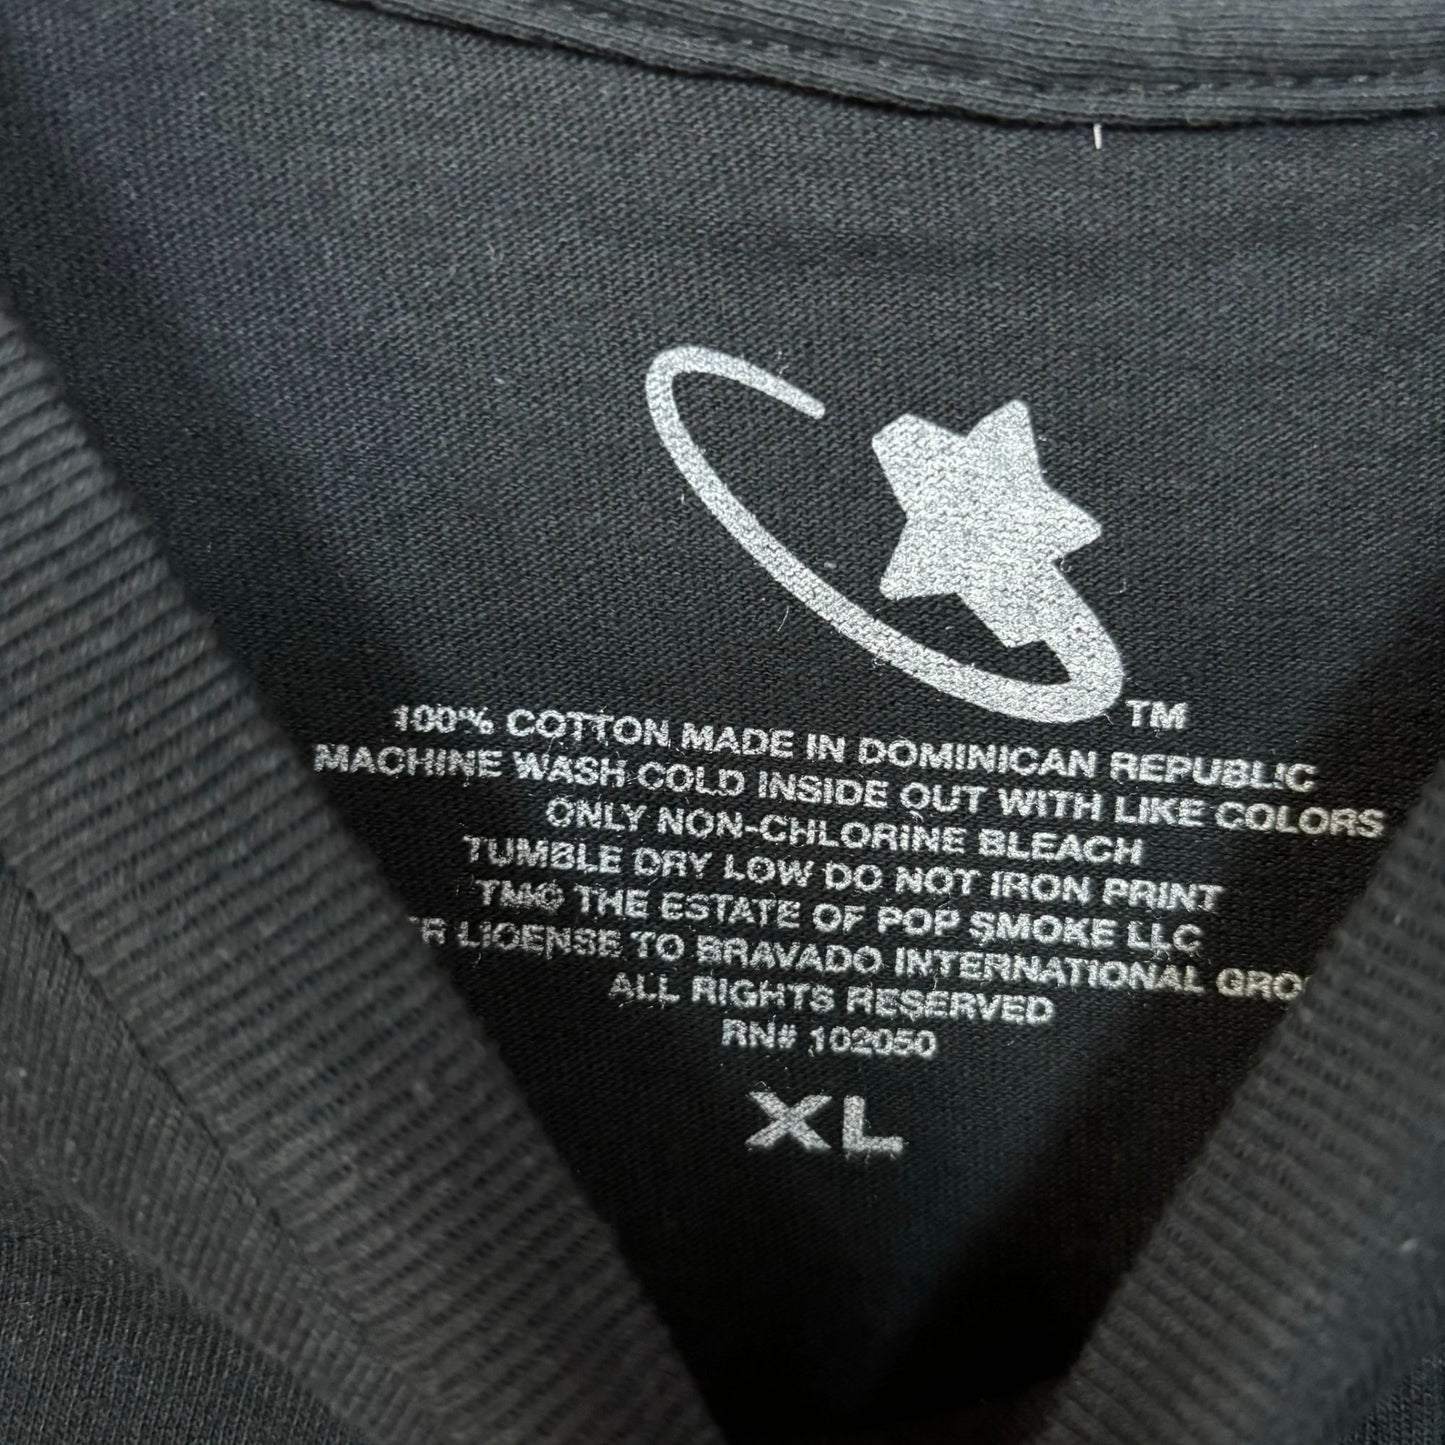 TM
100% COTTON MADE IN DOMINICAN REPUBLIC
MACHINE WASH COLD INSIDE OUT WITH LIKE COLORS
ONLY NON-CHLORINE BLEACH
TUMBLE DRY LOW DO NOT IRON PRINT
TM© THE ESTATE OF POP SMOKE LLC
R LICENSE TO BRAVADO INTERNATIONAL GRO
ALL RIGHTS RESERVED
RN# 102050
XL